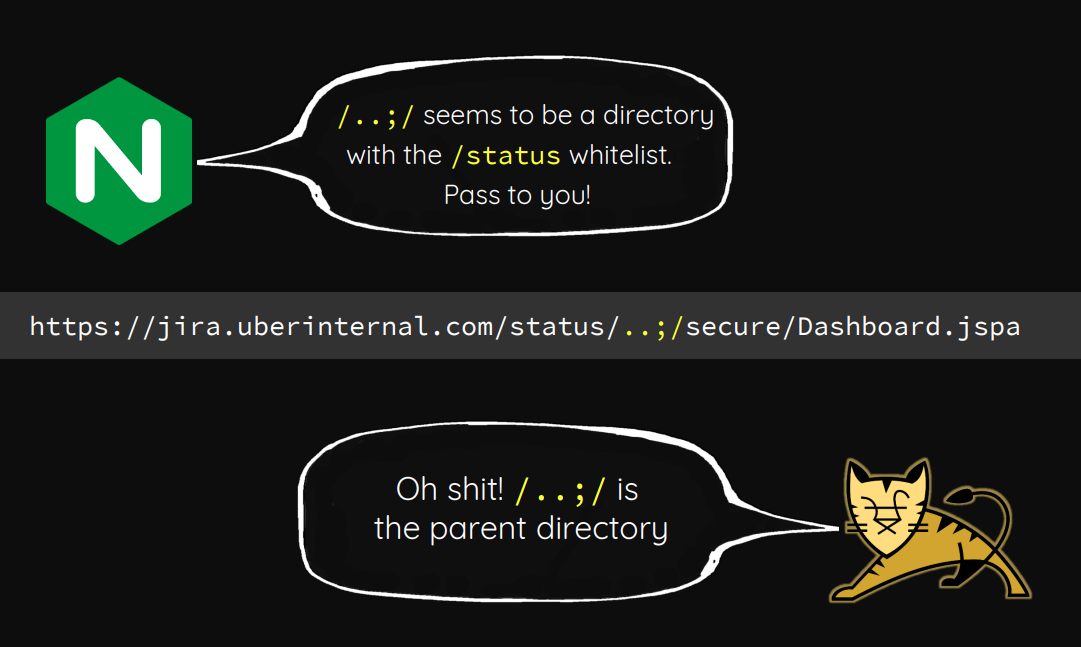 N
/..;/ seems to be a directory
with the /status whitelist.
Pass to you!
https://jira.uberinternal.com/status/..;/secure/Dashboard.jspa
Oh shit! /..;/ is
the parent directory